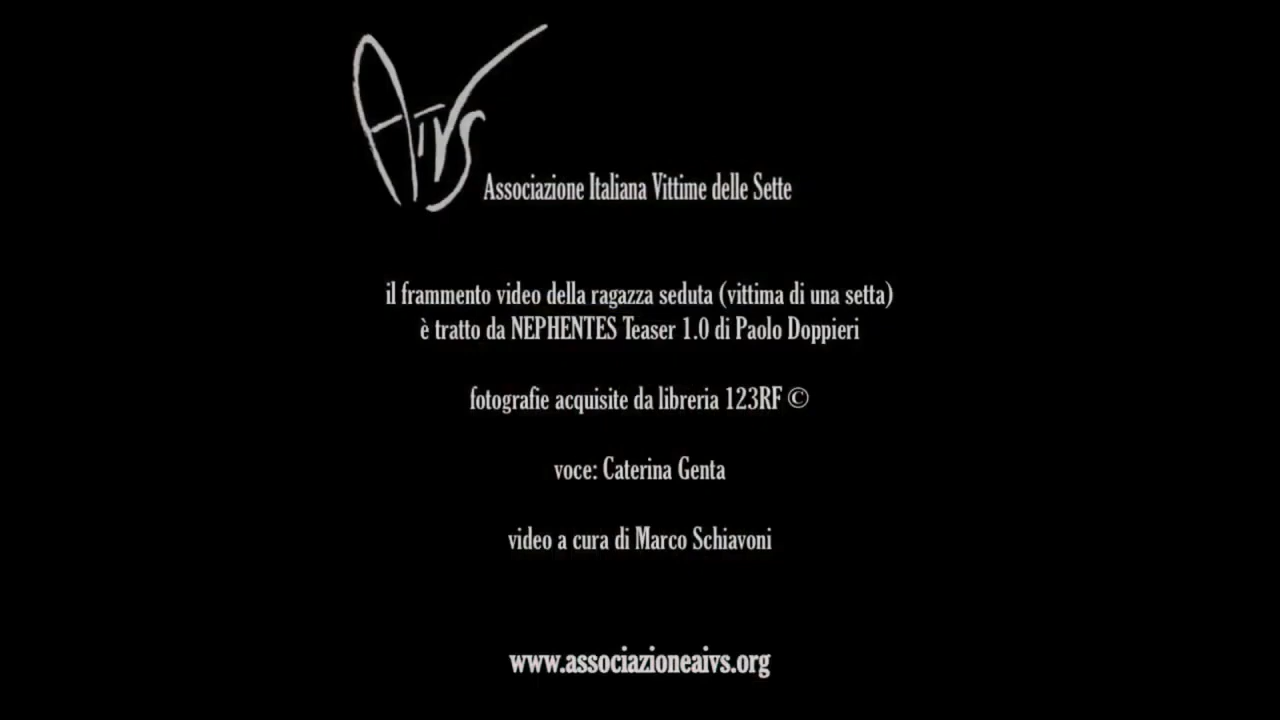 AIVS
Associazione Italiana Vittime delle Sette
il frammento video della ragazza seduta (vittima di una setta)
è tratto da NEPHENTES Teaser 1.0 di Paolo Doppieri
fotografie acquisite da libreria 123RF ©
voce: Caterina Genta
video a cura di Marco Schiavoni
www.associazioneaivs.org